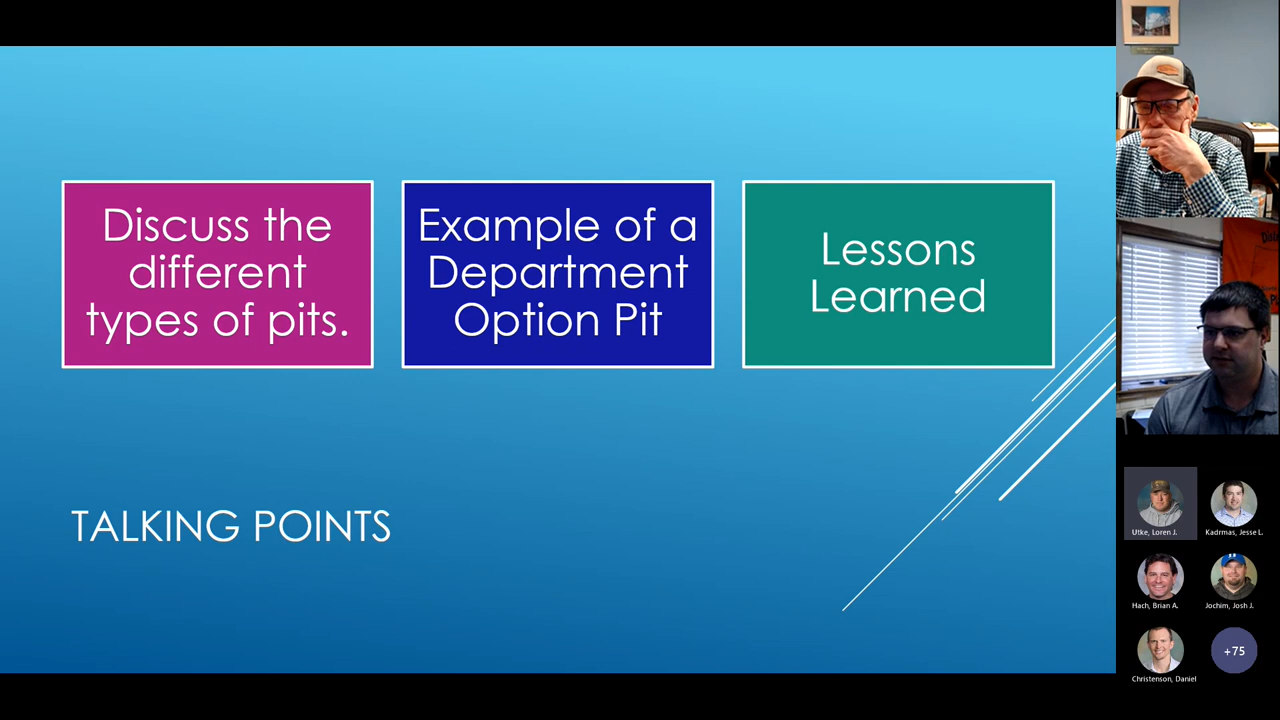 Discuss the
different
types of pits.
Example of a
Department
Option Pit
Lessons
Learned
TALKING POINTS
Utke, Loren J.
Kadrmas, Jesse L.
Hach, Brian A.
Jochim, Josh J.
Christenson, Daniel
+75